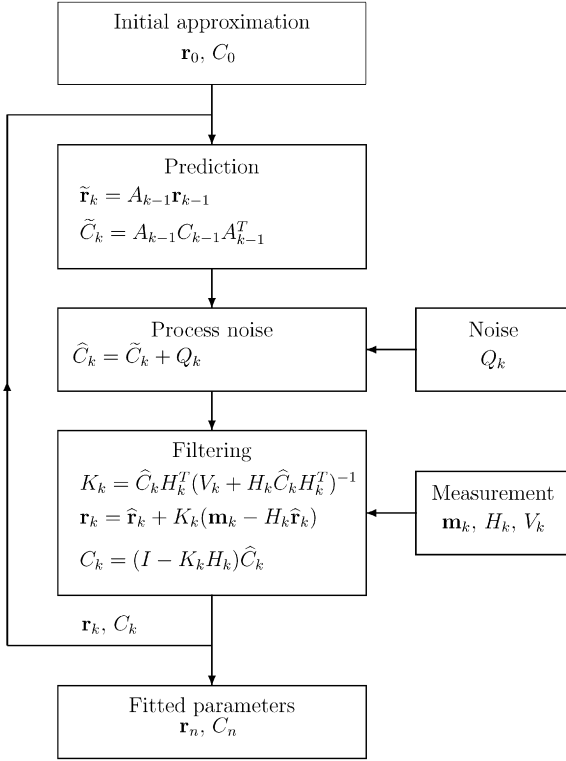 Initial approximation
r₀, C₀
Prediction
r̃ₖ = Aₖ₋₁rₖ₋₁
C̃ₖ = Aₖ₋₁Cₖ₋₁Aᵀₖ₋₁
Process noise
Ĉₖ = C̃ₖ + Qₖ
Noise
Qₖ
Filtering
Kₖ = ĈₖHₖᵀ(Vₖ + HₖĈₖHₖᵀ)⁻¹
rₖ = r̂ₖ + Kₖ(mₖ − Hₖr̂ₖ)
Cₖ = (I − KₖHₖ)Ĉₖ
Measurement
mₖ, Hₖ, Vₖ
rₖ, Cₖ
Fitted parameters
rₙ, Cₙ